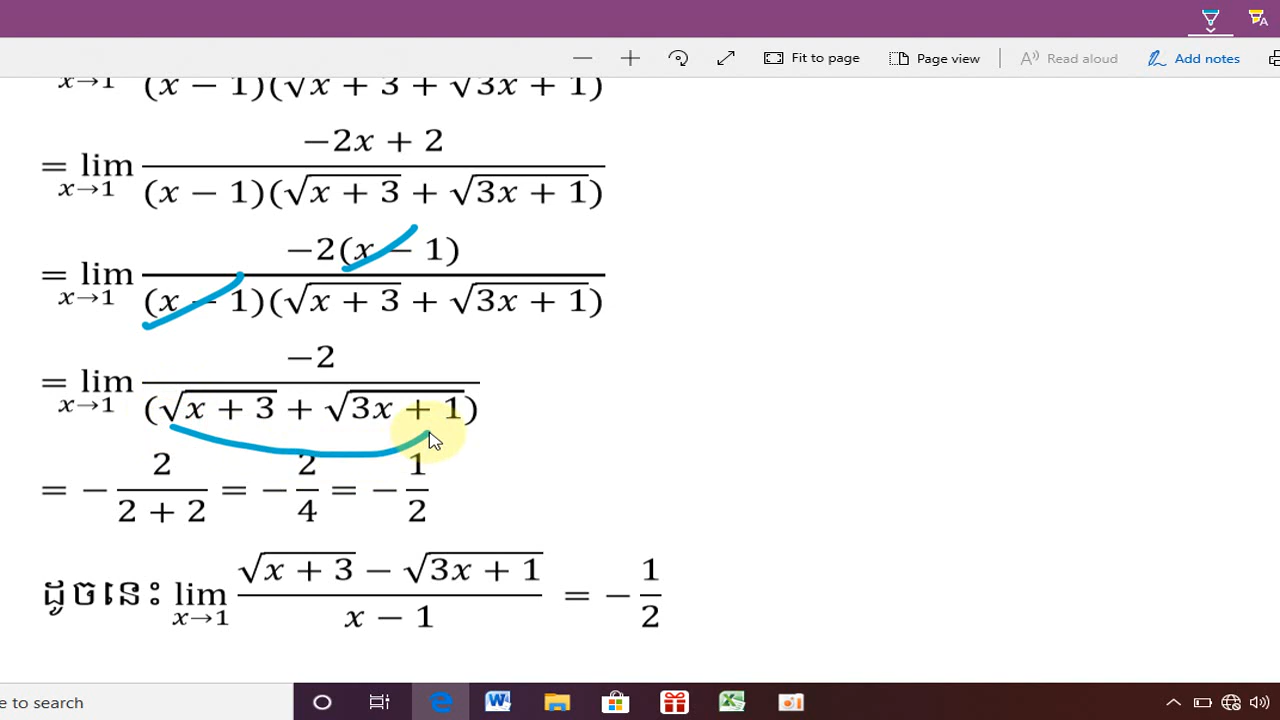 Fit to page Page view Read aloud Add notes
x→1 (x − 1)(√x + 3 + √3x + 1)
= lim x→1 −2x + 2 / (x − 1)(√x + 3 + √3x + 1)
= lim x→1 −2(x − 1) / (x − 1)(√x + 3 + √3x + 1)
= lim x→1 −2 / (√x + 3 + √3x + 1)
= − 2 / 2 + 2 = − 2 / 4 = − 1 / 2
ដូចនេះ lim x→1 √x + 3 − √3x + 1 / x − 1 = − 1 / 2
e to search